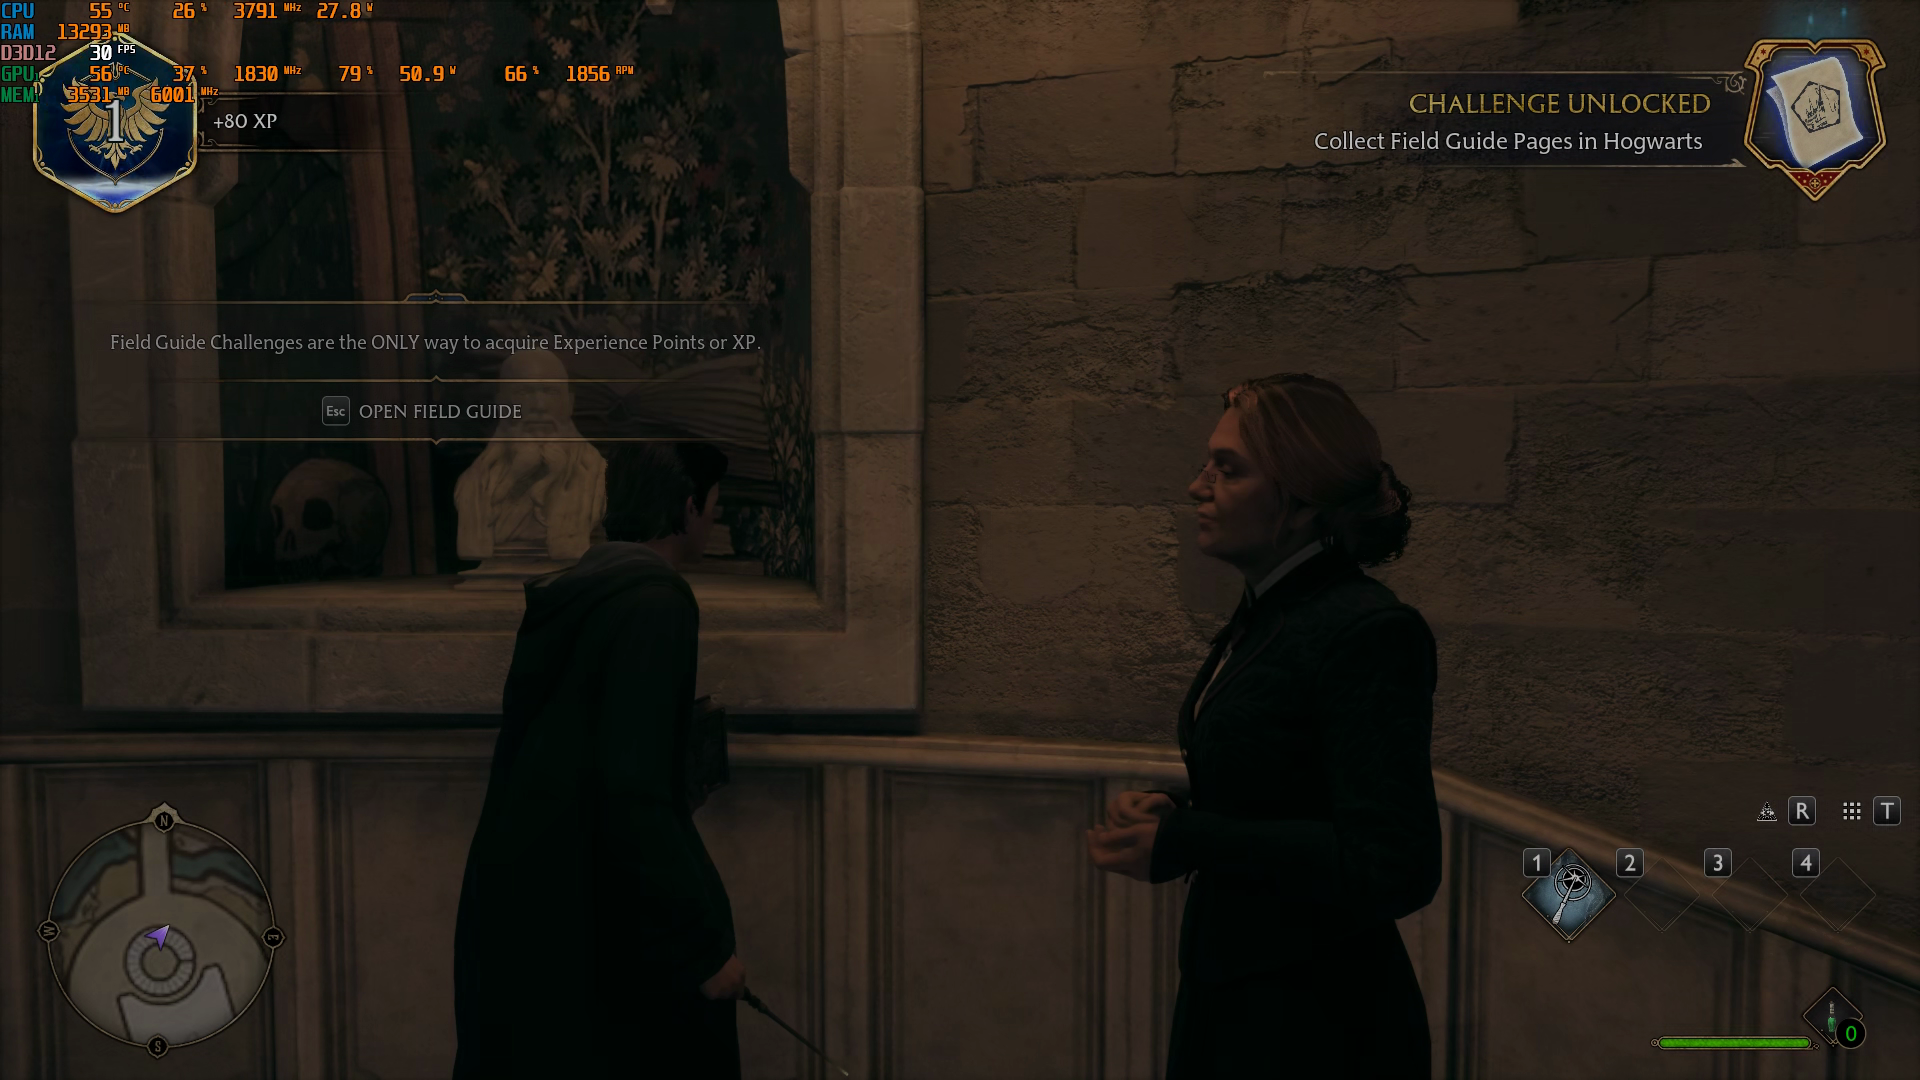 CPU 55 °C 26 % 3791 MHz 27.8 W
RAM 13293 MB
D3D12 30 FPS
GPU 56 °C 37 % 1830 MHz 79 % 50.9 W 66 % 1856 RPM
MEM 3531 MB 6001 MHz
1
+80 XP
CHALLENGE UNLOCKED
Collect Field Guide Pages in Hogwarts
Field Guide Challenges are the ONLY way to acquire Experience Points or XP.
Esc OPEN FIELD GUIDE
N
W
E
S
R T
1 2 3 4
0